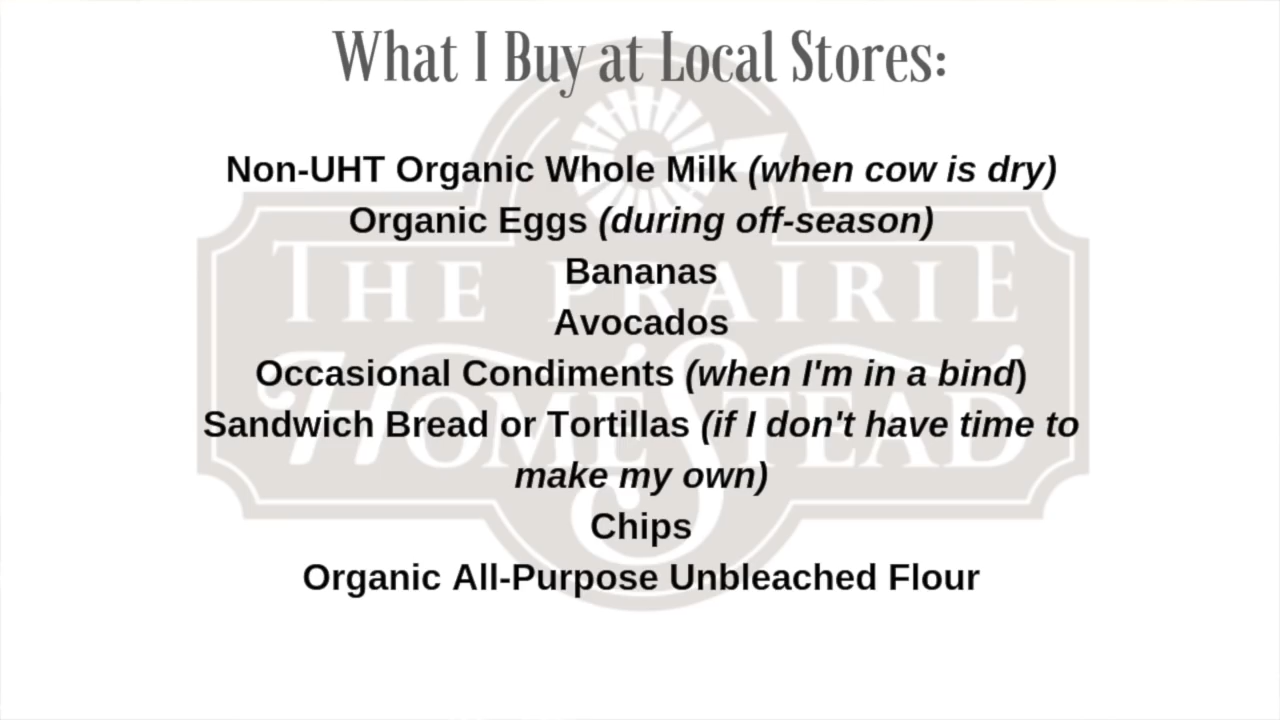 What I Buy at Local Stores:
Non-UHT Organic Whole Milk (when cow is dry)
Organic Eggs (during off-season)
Bananas
Avocados
Occasional Condiments (when I'm in a bind)
Sandwich Bread or Tortillas (if I don't have time to
make my own)
Chips
Organic All-Purpose Unbleached Flour
THE PRAIRIE
HOMESTEAD